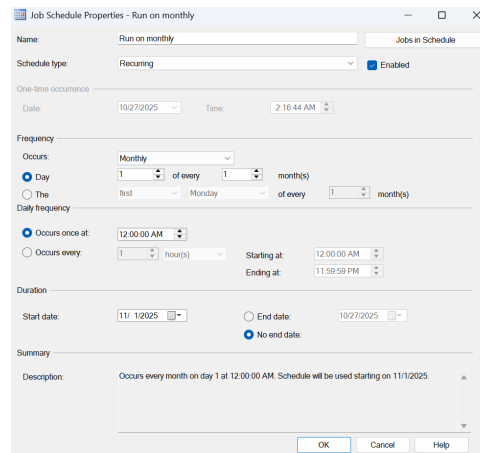 Job Schedule Properties - Run on monthly
Name: Run on monthly Jobs in Schedule
Schedule type: Recurring Enabled
One-time occurrence
Date: 10/27/2025 Time: 2:16:44 AM
Frequency
Occurs: Monthly
Day 1 of every 1 month(s)
The first Monday of every 1 month(s)
Daily frequency
Occurs once at: 12:00:00 AM
Occurs every: 1 hour(s) Starting at: 12:00:00 AM
Ending at: 11:59:59 PM
Duration
Start date: 11/ 1/2025 End date: 10/27/2025
No end date:
Summary
Description: Occurs every month on day 1 at 12:00:00 AM. Schedule will be used starting on 11/1/2025.
OK Cancel Help